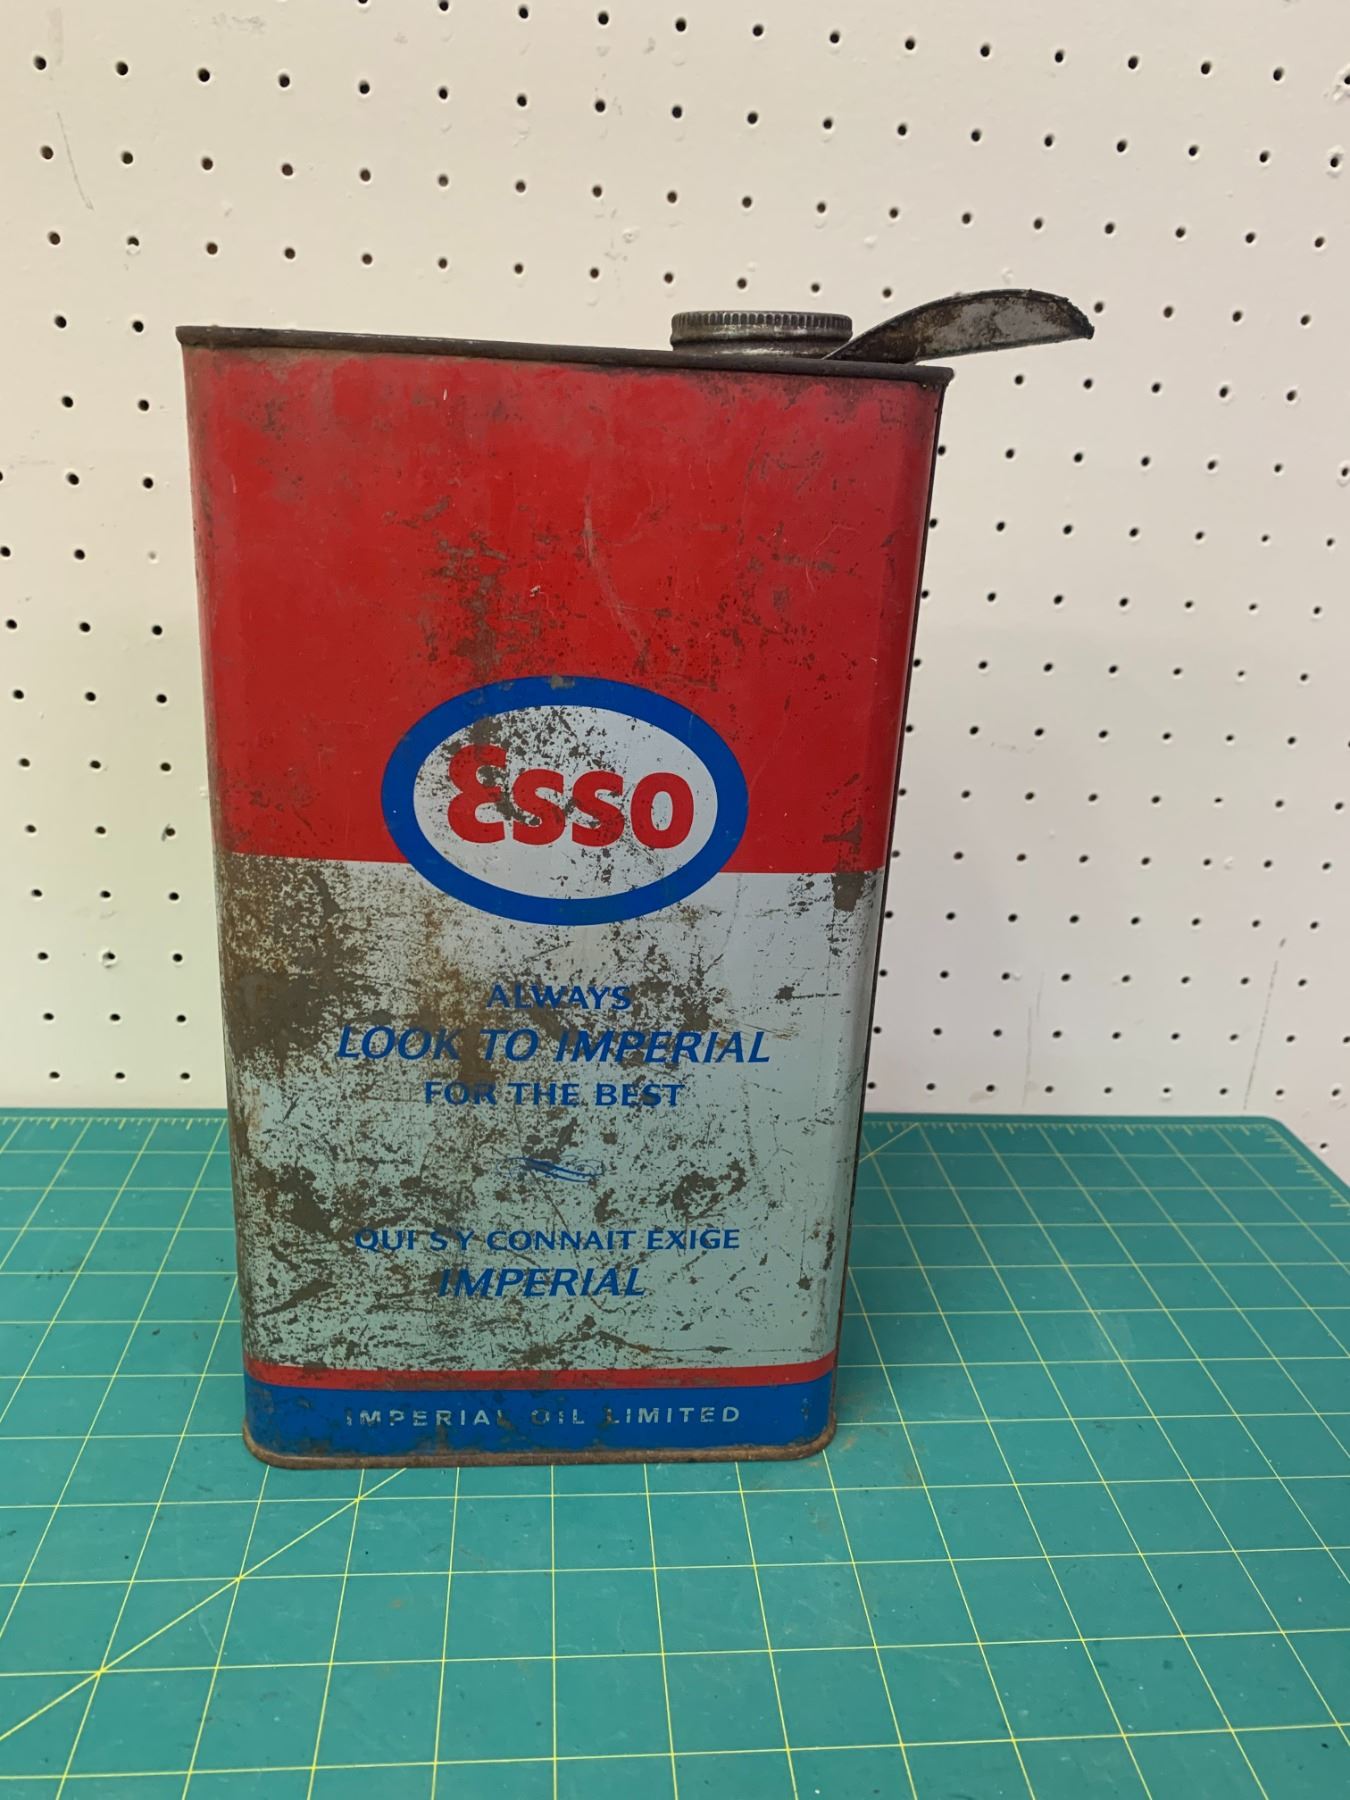 Esso
ALWAYS
LOOK TO IMPERIAL
FOR THE BEST
QUI S'Y CONNAIT EXIGE
IMPERIAL
IMPERIAL OIL LIMITED